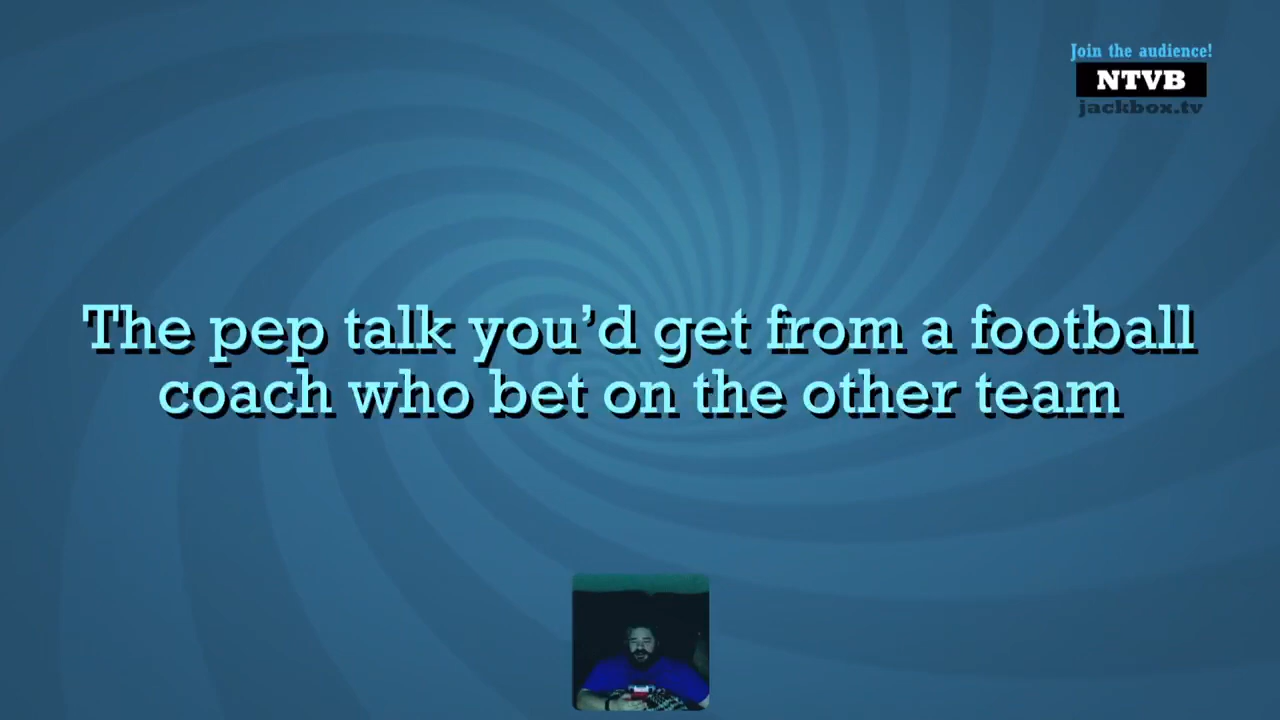 Join the audience!
NTVB
jackbox.tv
The pep talk you’d get from a football
coach who bet on the other team